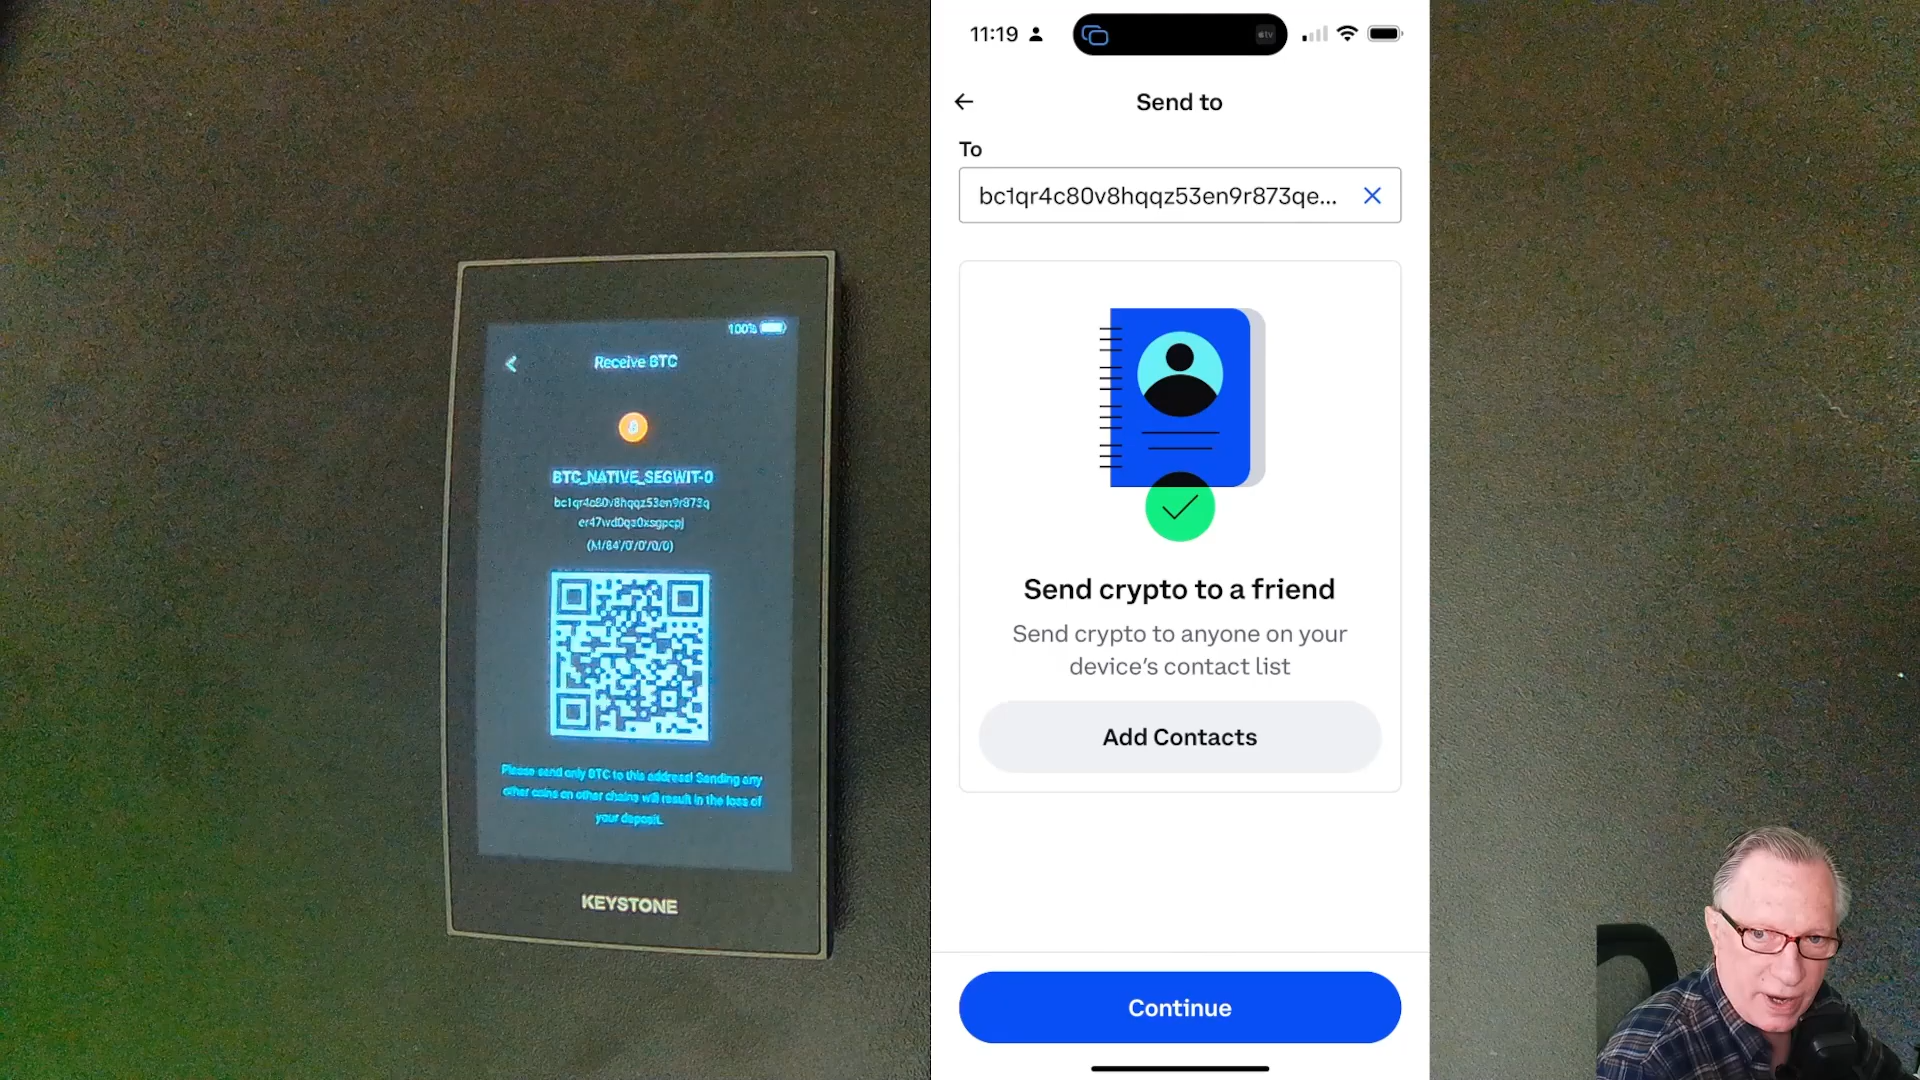 100%
Receive BTC
BTC_NATIVE_SEGWIT-0
bc1qr4c80v8hqqz53en9r873q
er47wd0qa0xsgpcpj
(M/84'/0'/0'/0/0)
Please send only BTC to this address! Sending any
other coins on other chains will result in the loss of
your deposit.
KEYSTONE
11:19
tv
Send to
To
bc1qr4c80v8hqqz53en9r873qe...
Send crypto to a friend
Send crypto to anyone on your
device's contact list
Add Contacts
Continue